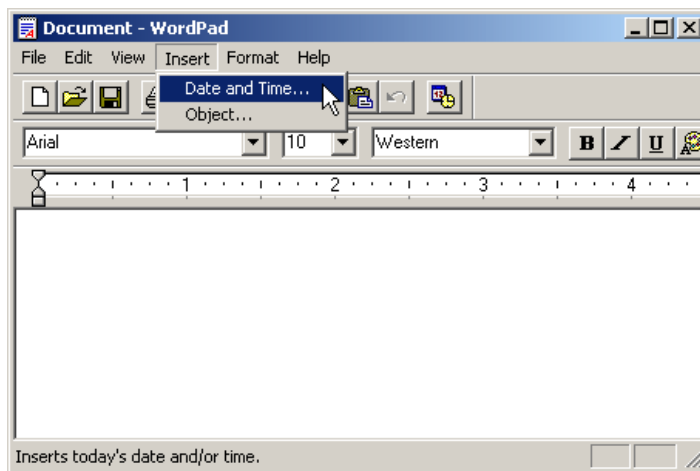 Document - WordPad
File Edit View Insert Format Help
Date and Time...
Object...
Arial 10 Western B I U
1 2 3 4
Inserts today's date and/or time.